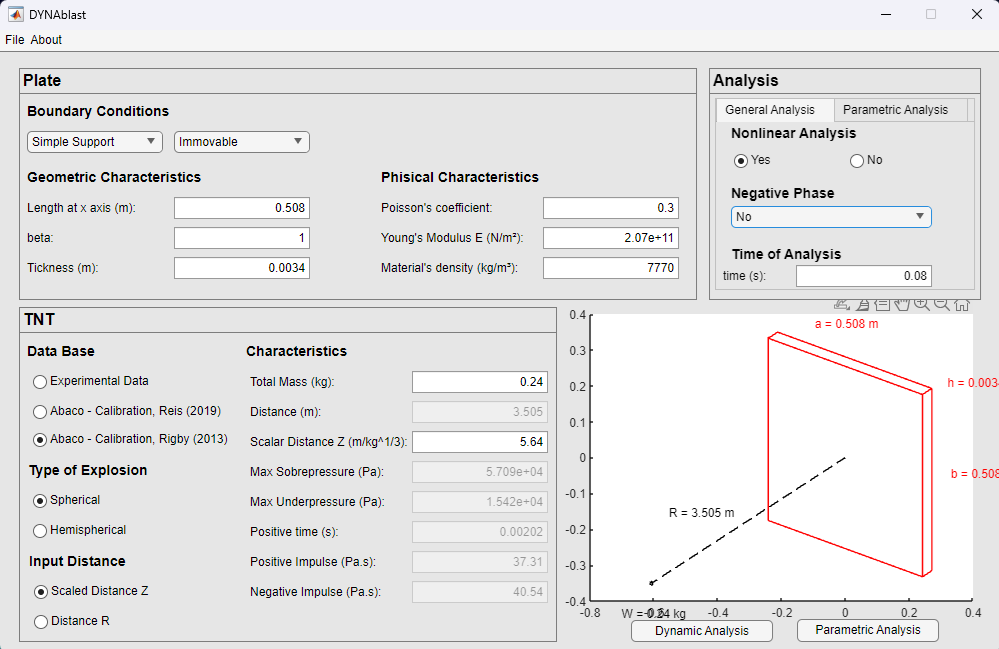 DYNAblast
File About
Plate
Boundary Conditions
Simple Support Immovable
Geometric Characteristics
Length at x axis (m): 0.508
beta: 1
Tickness (m): 0.0034
Phisical Characteristics
Poisson's coefficient: 0.3
Young's Modulus E (N/m²): 2.07e+11
Material's density (kg/m³): 7770
Analysis
General Analysis Parametric Analysis
Nonlinear Analysis
Yes No
Negative Phase
No
Time of Analysis
time (s): 0.08
TNT
Data Base
Experimental Data
Abaco - Calibration, Reis (2019)
Abaco - Calibration, Rigby (2013)
Type of Explosion
Spherical
Hemispherical
Input Distance
Scaled Distance Z
Distance R
Characteristics
Total Mass (kg): 0.24
Distance (m): 3.505
Scalar Distance Z (m/kg^1/3): 5.64
Max Sobrepressure (Pa): 5.709e+04
Max Underpressure (Pa): 1.542e+04
Positive time (s): 0.00202
Positive Impulse (Pa.s): 37.31
Negative Impulse (Pa.s): 40.54
0.4
0.3
0.2
0.1
0
-0.1
-0.2
-0.3
-0.4
a = 0.508 m
h = 0.0034
b = 0.508
R = 3.505 m
W = 0.24 kg
-0.8 -0.6 -0.4 -0.2 0 0.2 0.4
Dynamic Analysis Parametric Analysis